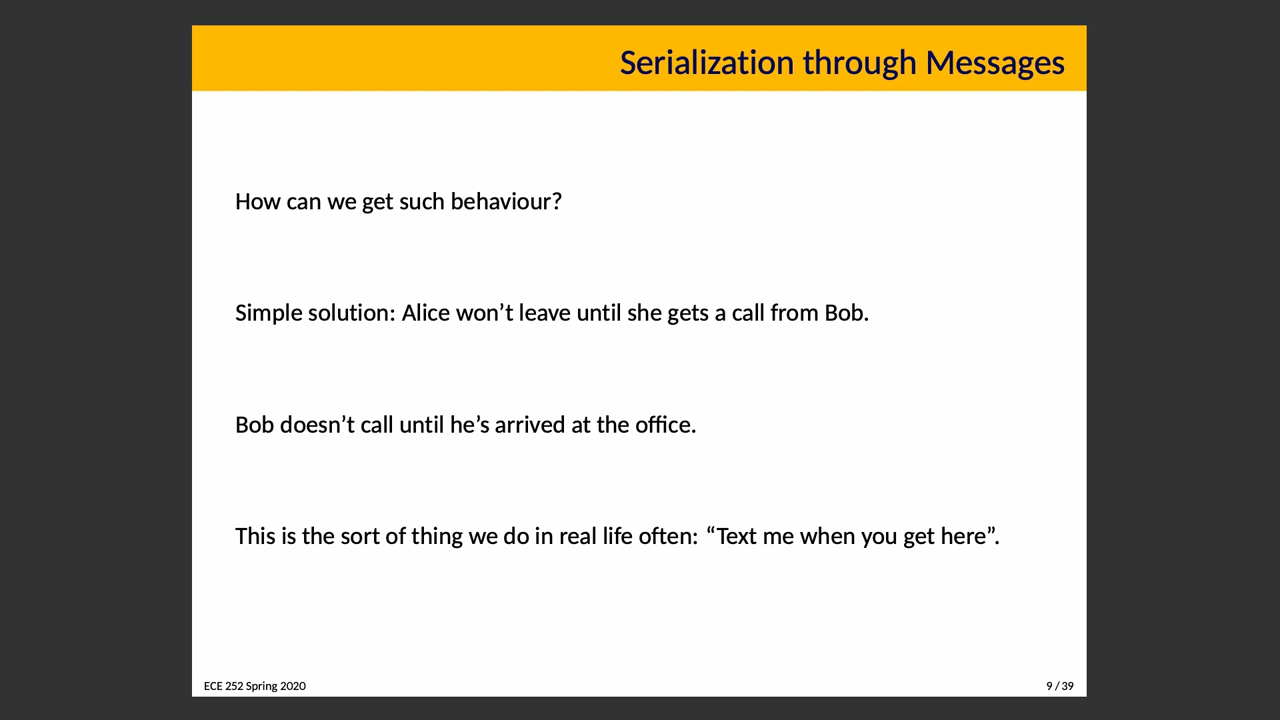 Serialization through Messages
How can we get such behaviour?
Simple solution: Alice won’t leave until she gets a call from Bob.
Bob doesn’t call until he’s arrived at the office.
This is the sort of thing we do in real life often: “Text me when you get here”.
ECE 252 Spring 2020
9 / 39